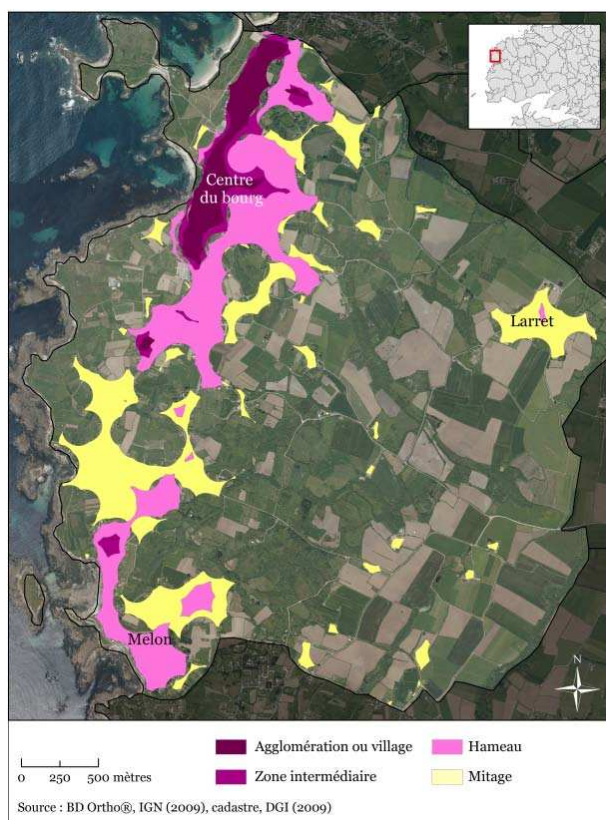 Centre
du bourg
Larret
Melon
N
Agglomération ou village
Hameau
Zone intermédiaire
Mitage
0 250 500 mètres
Source : BD Ortho®, IGN (2009), cadastre, DGI (2009)